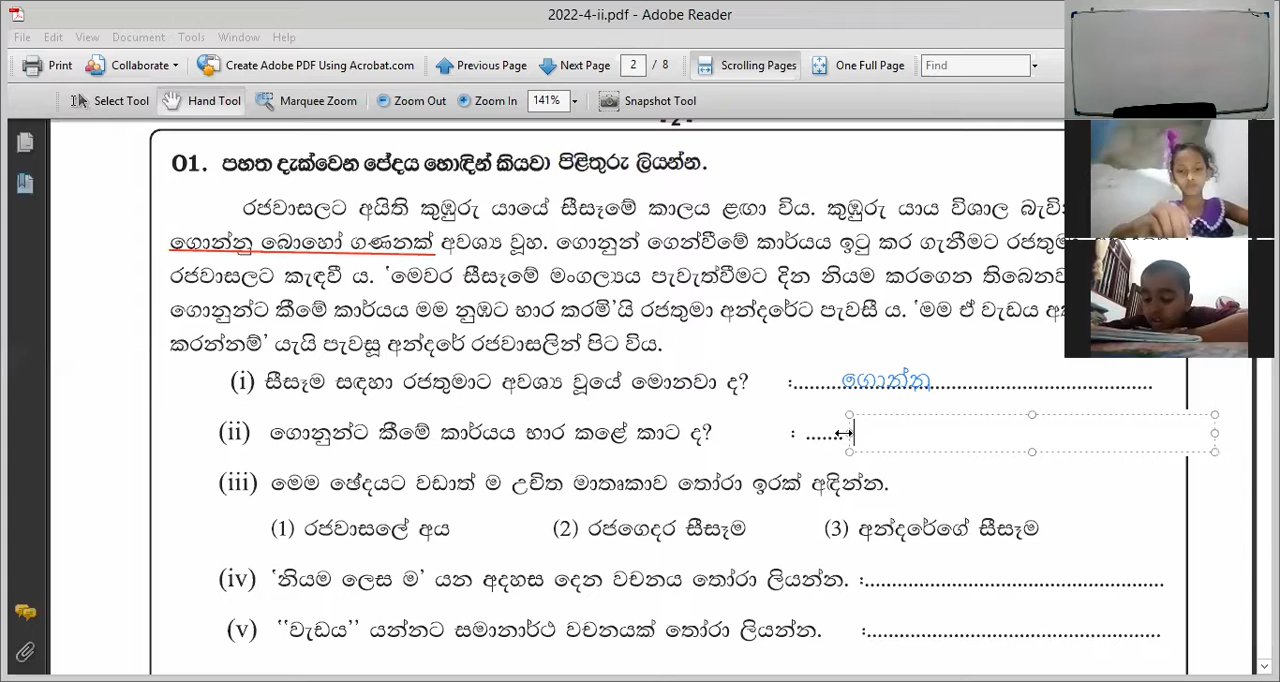 2022-4-ii.pdf - Adobe Reader
File Edit View Document Tools Window Help
Print Collaborate Create Adobe PDF Using Acrobat.com Previous Page Next Page 2 / 8 Scrolling Pages One Full Page Find
Select Tool Hand Tool Marquee Zoom Zoom Out Zoom In 141% Snapshot Tool
- 2 -
01. පහත දැක්වෙන ඡේදය හොඳින් කියවා පිළිතුරු ලියන්න.
රජවාසලට අයිති කුඹුරු යායේ සීසෑමේ කාලය ළඟා විය. කුඹුරු යාය විශාල
ගොන්නු බොහෝ ගණනක් අවශ්‍ය වූහ. ගොනුන් ගෙන්වීමේ කාර්යය ඉටු කර ගැනීමට
රජවාසලට කැඳවී ය. 'මෙවර සීසෑමේ මංගල්‍යය පැවැත්වීමට දින නියම කරගෙන
ගොනුන්ට කීමේ කාර්යය මම නුඹට භාර කරමි'යි රජතුමා අන්දරේට පැවසී ය. 'මම ඒ වැඩය
කරන්නම්' යැයි පැවසූ අන්දරේ රජවාසලින් පිට විය.
(i) සීසෑම සඳහා රජතුමාට අවශ්‍ය වූයේ මොනවා ද? :........ගොන්නු..............................
(ii) ගොනුන්ට කීමේ කාර්යය භාර කළේ කාට ද? : ......
(iii) මෙම ඡේදයට වඩාත් ම උචිත මාතෘකාව තෝරා ඉරක් අඳින්න.
(1) රජවාසලේ අය (2) රජගෙදර සීසෑම (3) අන්දරේගේ සීසෑම
(iv) 'නියම ලෙස ම' යන අදහස දෙන වචනය තෝරා ලියන්න. :..........................................
(v) "වැඩය" යන්නට සමානාර්ථ වචනයක් තෝරා ලියන්න. :..........................................